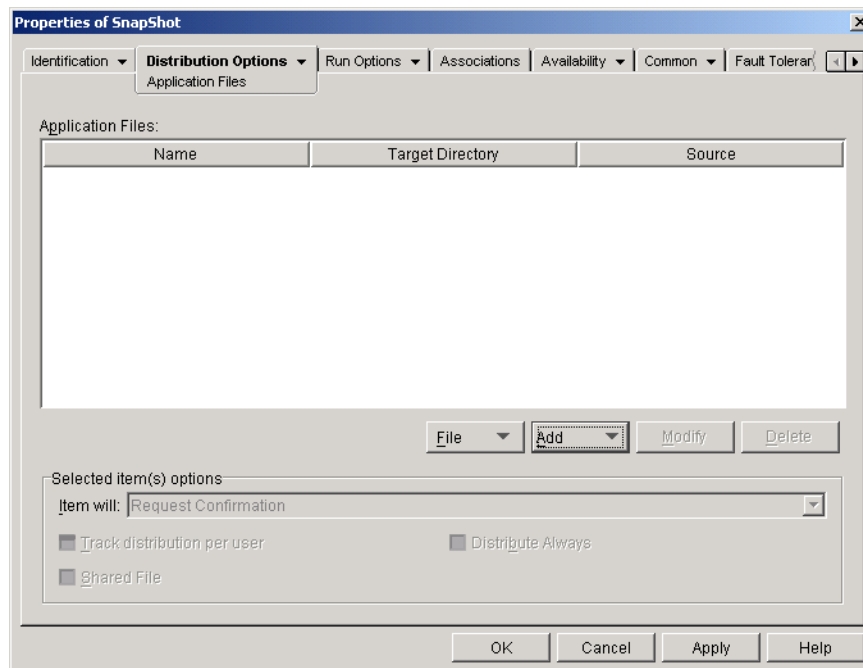 Properties of SnapShot
Identification
Distribution Options
Run Options
Associations
Availability
Common
Fault Toleran
Application Files
Application Files:
Name Target Directory Source
File Add Modify Delete
Selected item(s) options
Item will: Request Confirmation
Track distribution per user Distribute Always
Shared File
OK Cancel Apply Help